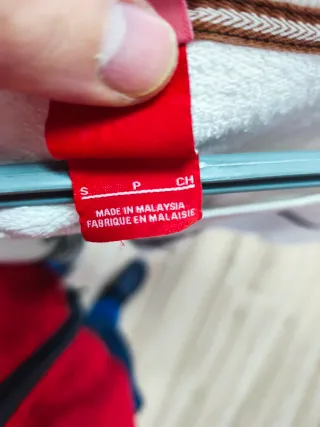 S P CH
MADE IN MALAYSIA
FABRIQUE EN MALAISIE